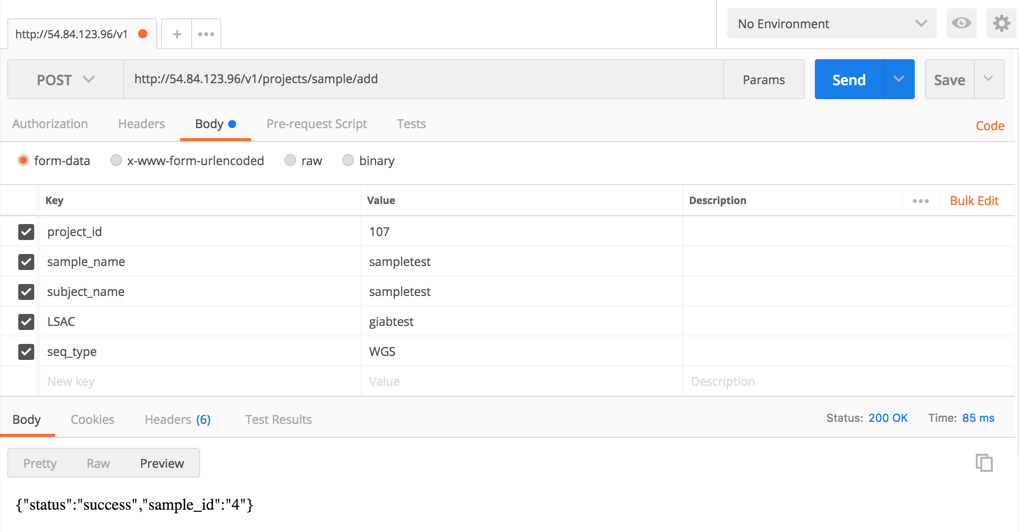 http://54.84.123.96/v1 + ••• No Environment
POST http://54.84.123.96/v1/projects/sample/add Params Send Save
Authorization Headers Body Pre-request Script Tests Code
form-data x-www-form-urlencoded raw binary
Key Value Description ••• Bulk Edit
project_id 107
sample_name sampletest
subject_name sampletest
LSAC giabtest
seq_type WGS
New key Value Description
Body Cookies Headers (6) Test Results Status: 200 OK Time: 85 ms
Pretty Raw Preview
{"status":"success","sample_id":"4"}